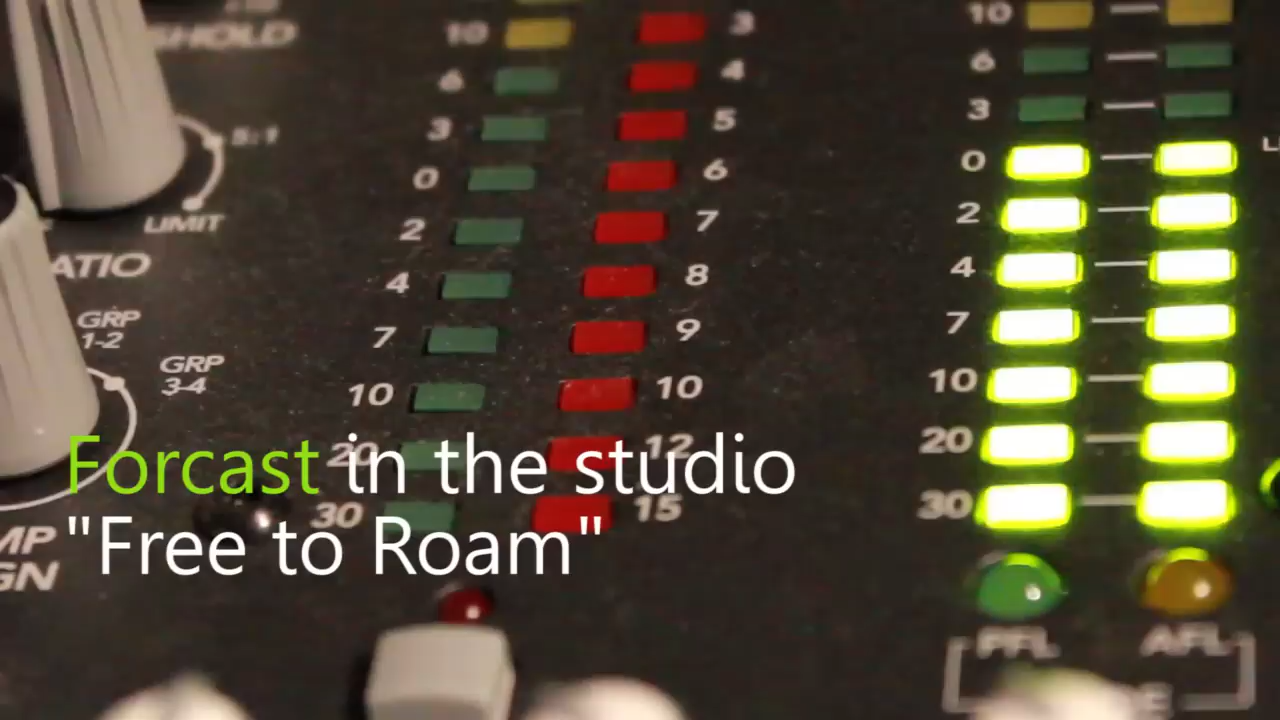 10 3 10
HOLD
6 4 6
3 5 3
5:1
0 6 0
LIMIT
2 7 2
ATIO
4 8 4
GRP
1-2
7 9 7
GRP
3-4
10 10 10
20 12 20
Forcast in the studio
30 15 30
"Free to Roam"
MP
GN
PFL AFL